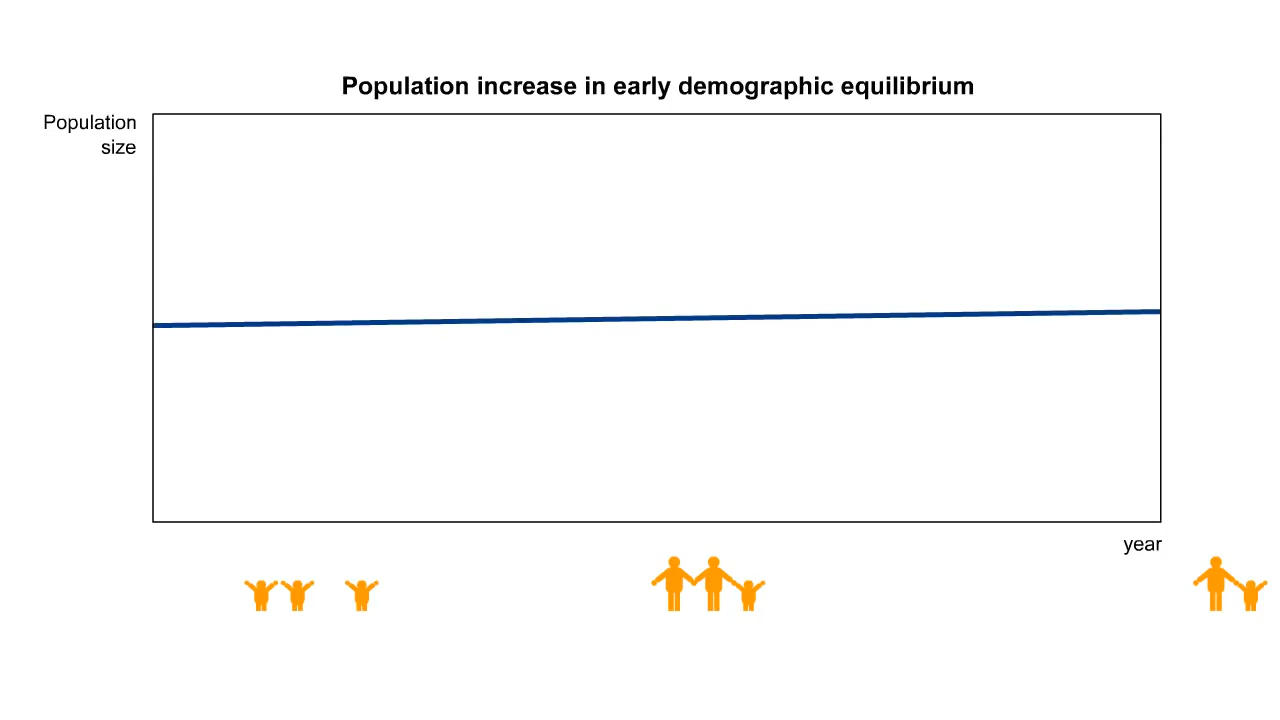 Population increase in early demographic equilibrium
Population
size
year